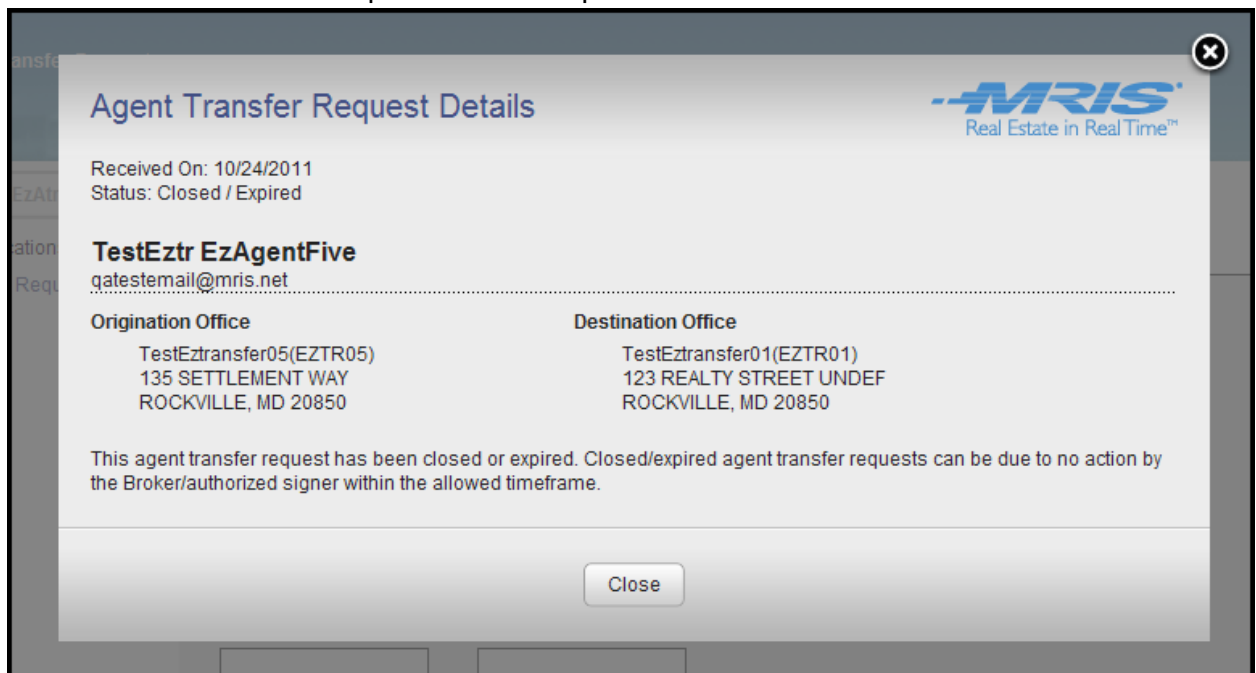 Agent Transfer Request Details
MRIS
Real Estate in Real Time™
Received On: 10/24/2011
Status: Closed / Expired
TestEztr EzAgentFive
qatestemail@mris.net
Origination Office
TestEztransfer05(EZTR05)
135 SETTLEMENT WAY
ROCKVILLE, MD 20850
Destination Office
TestEztransfer01(EZTR01)
123 REALTY STREET UNDEF
ROCKVILLE, MD 20850
This agent transfer request has been closed or expired. Closed/expired agent transfer requests can be due to no action by
the Broker/authorized signer within the allowed timeframe.
Close